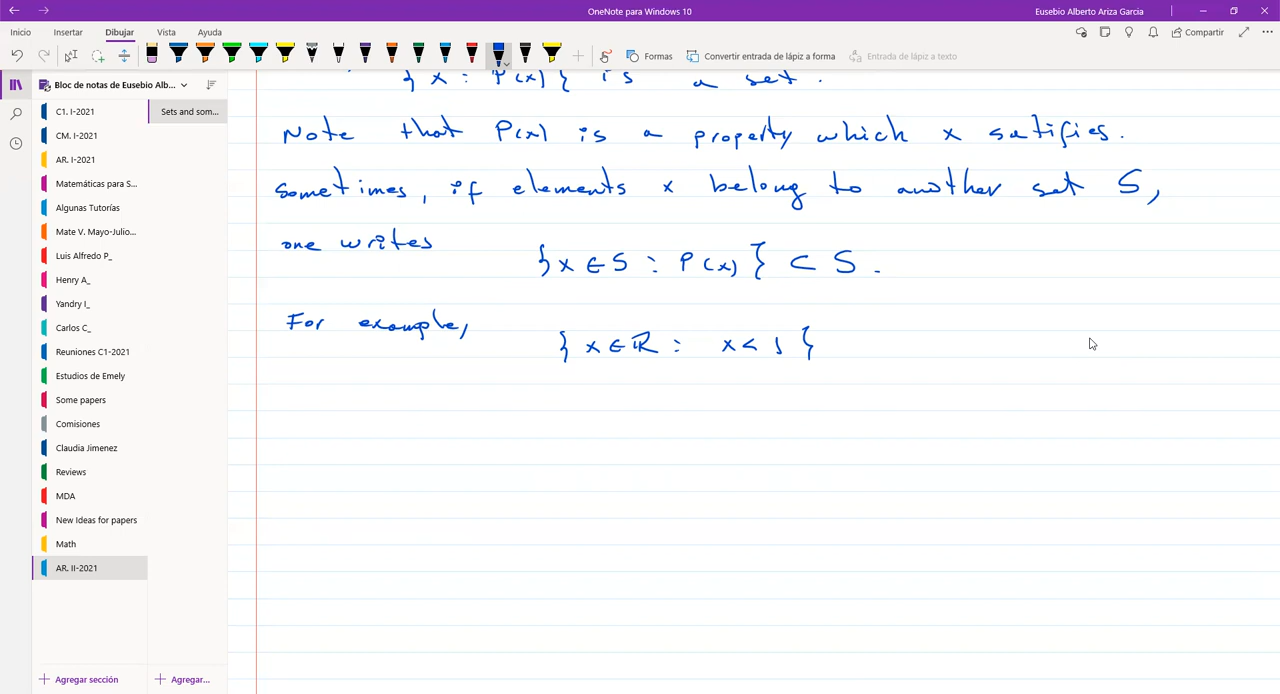 OneNote para Windows 10
Eusebio Alberto Ariza Garcia
Inicio Insertar Dibujar Vista Ayuda
Compartir
Formas
Convertir entrada de lápiz a forma
Entrada de lápiz a texto
Bloc de notas de Eusebio Alb...
C1. I-2021
CM. I-2021
AR. I-2021
Matemáticas para S...
Algunas Tutorías
Mate V. Mayo-Julio...
Luis Alfredo P_
Henry A_
Yandry I_
Carlos C_
Reuniones C1-2021
Estudios de Emely
Some papers
Comisiones
Claudia Jimenez
Reviews
MDA
New Ideas for papers
Math
AR. II-2021
Agregar sección
Sets and som...
Agregar...
{ x : P(x) } is a set .
Note that P(x) is a property which x satifies.
sometimes, if elements x belong to another set S,
one writes
{ x ∈ S : P(x) } ⊂ S .
For example,
{ x ∈ ℝ : x < 1 }